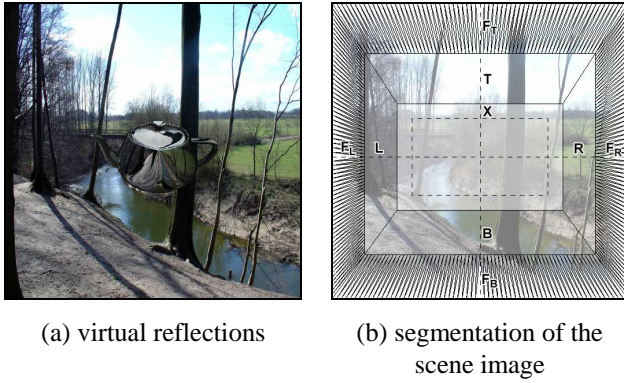 F_T
T
X
F_L L R F_R
B
F_B
(a) virtual reflections
(b) segmentation of the
scene image